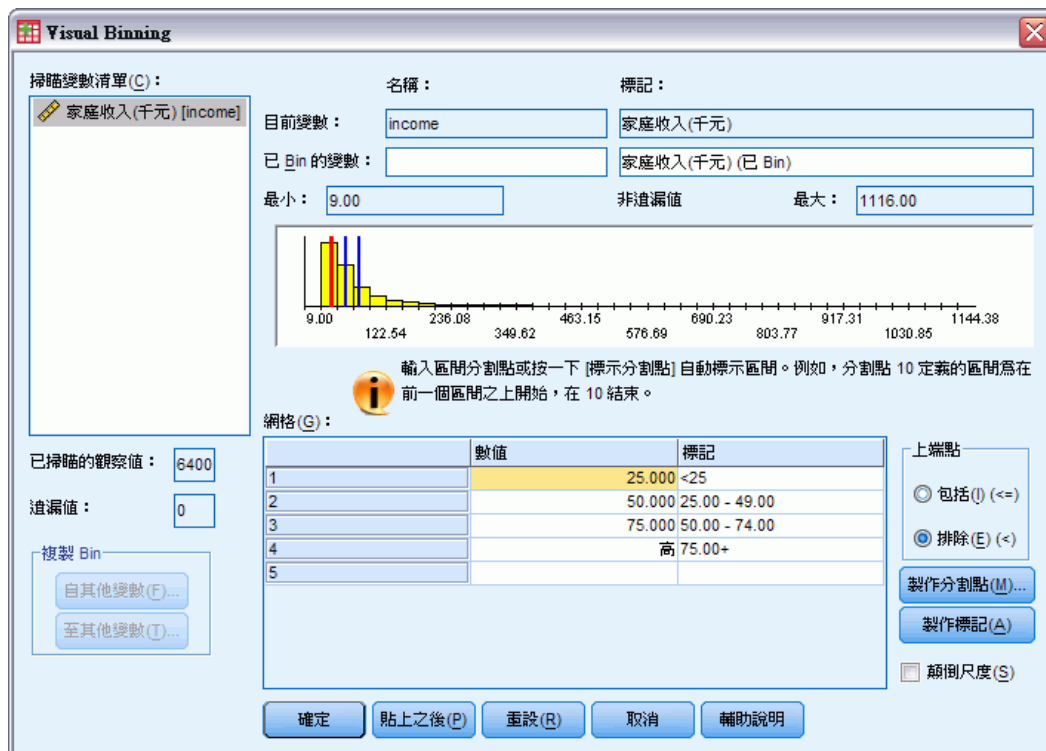 Visual Binning
掃瞄變數清單(C)：
家庭收入(千元) [income]
名稱：
標記：
目前變數：
income
家庭收入(千元)
已 Bin 的變數：
家庭收入(千元) (已 Bin)
最小：
9.00
非遺漏值
最大：
1116.00
9.00
122.54
236.08
349.62
463.15
576.69
690.23
803.77
917.31
1030.85
1144.38
輸入區間分割點或按一下 [標示分割點] 自動標示區間。例如，分割點 10 定義的區間為在
前一個區間之上開始，在 10 結束。
網格(G)：
數值 標記
1 25.000 <25
2 50.000 25.00 - 49.00
3 75.000 50.00 - 74.00
4 高 75.00+
5
已掃瞄的觀察值：
6400
遺漏值：
0
複製 Bin
自其他變數(F)...
至其他變數(T)...
上端點
包括(I) (<=)
排除(E) (<)
製作分割點(M)...
製作標記(A)
顛倒尺度(S)
確定
貼上之後(P)
重設(R)
取消
輔助說明